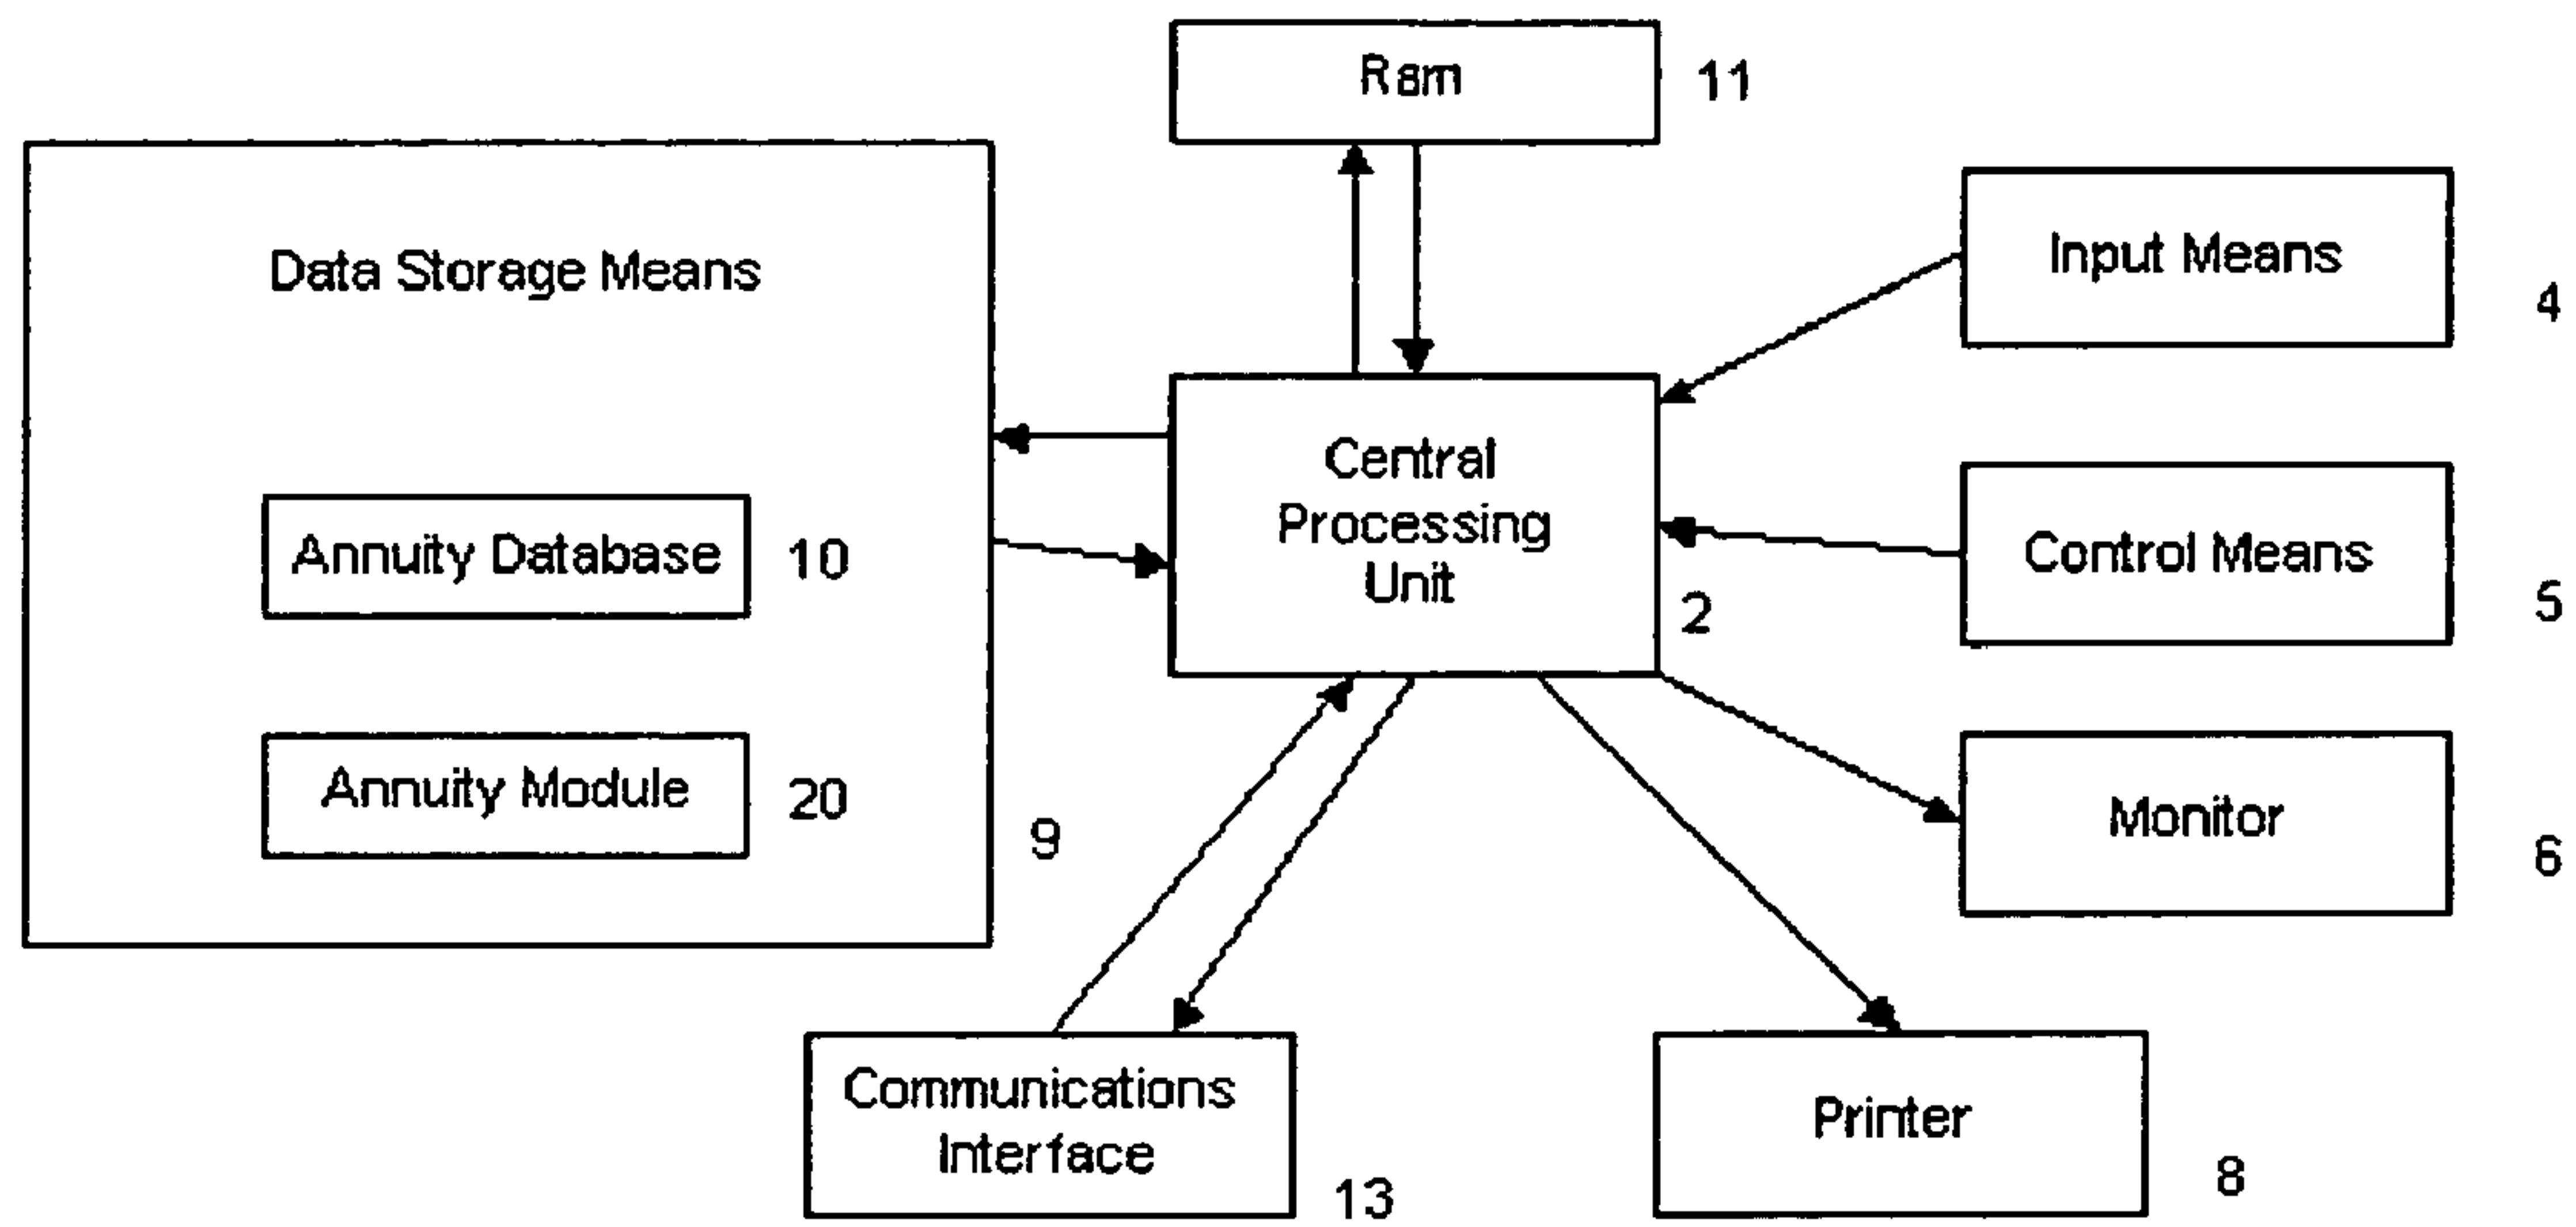 Ram
11
Data Storage Means
Input Means
4
Central
Processing
Unit
2
Annuity Database
10
Control Means
5
Annuity Module
20
9
Monitor
6
Communications
Interface
13
Printer
8